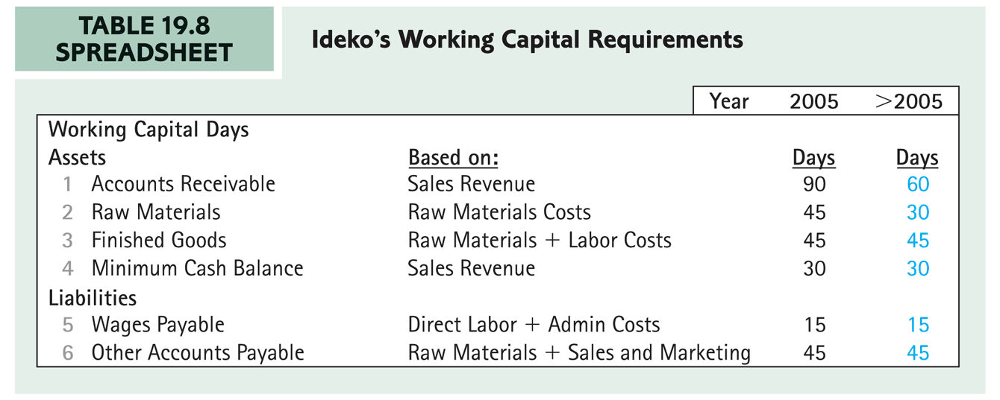 TABLE 19.8
SPREADSHEET
Ideko's Working Capital Requirements
Year 2005 >2005
Working Capital Days
Assets Based on: Days Days
1 Accounts Receivable Sales Revenue 90 60
2 Raw Materials Raw Materials Costs 45 30
3 Finished Goods Raw Materials + Labor Costs 45 45
4 Minimum Cash Balance Sales Revenue 30 30
Liabilities
5 Wages Payable Direct Labor + Admin Costs 15 15
6 Other Accounts Payable Raw Materials + Sales and Marketing 45 45